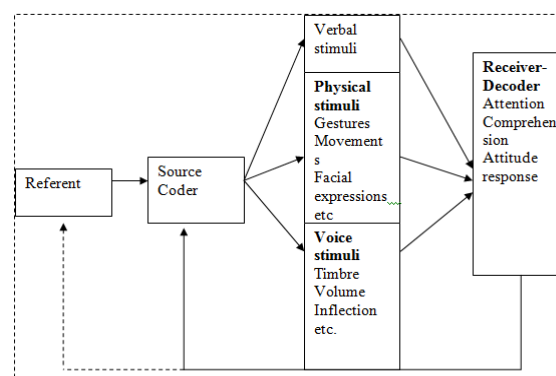 Referent
Source
Coder
Verbal
stimuli
Physical
stimuli
Gestures
Movement
s
Facial
expressions
etc
Voice
stimuli
Timbre
Volume
Inflection
etc.
Receiver-
Decoder
Attention
Comprehen
sion
Attitude
response